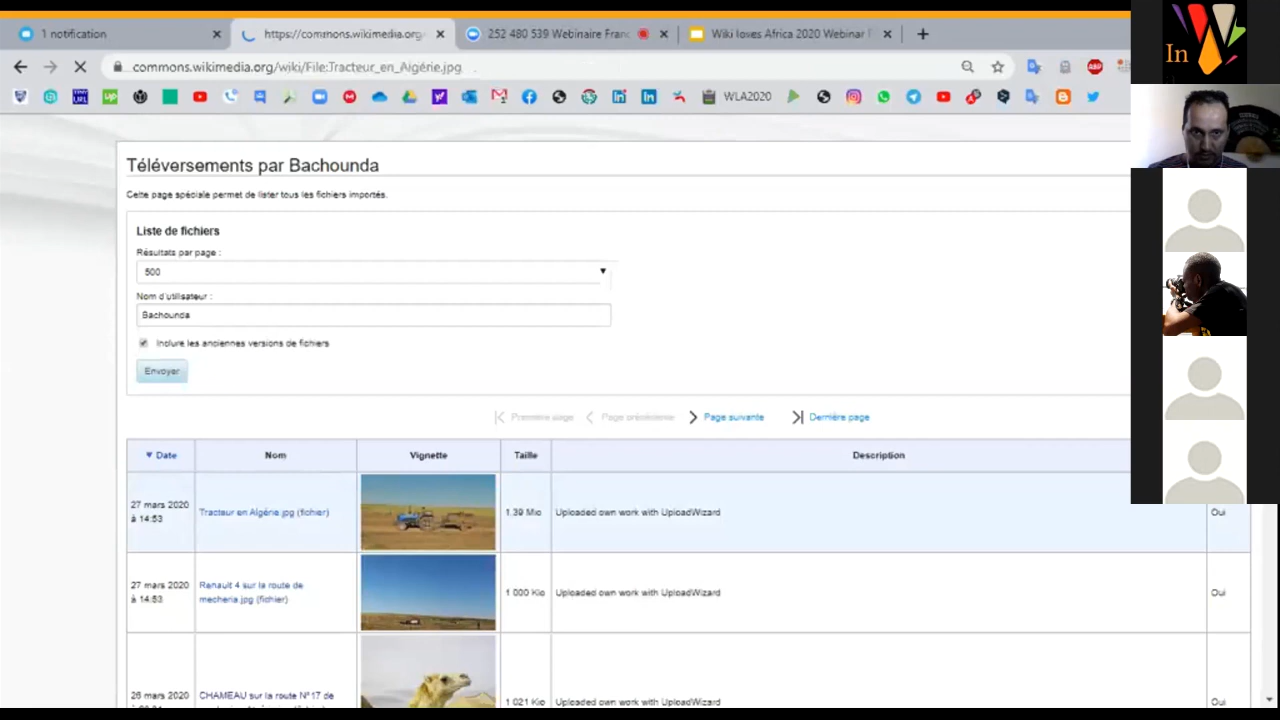 1 notification
https://commons.wikimedia.org
252 480 539 Webinaire Franc
Wiki loves Africa 2020 Webinar F
commons.wikimedia.org/wiki/File:Tracteur_en_Algérie.jpg
ABP
WLA2020
In
Téléversements par Bachounda
Cette page spéciale permet de lister tous les fichiers importés.
Liste de fichiers
Résultats par page :
500
Nom d'utilisateur :
Bachounda
Inclure les anciennes versions de fichiers
Envoyer
Première page Page précédente Page suivante Dernière page
Date Nom Vignette Taille Description
27 mars 2020
à 14:53
Tracteur en Algérie.jpg (fichier)
1.39 Mio
Uploaded own work with UploadWizard
Oui
27 mars 2020
à 14:53
Renault 4 sur la route de
mecheria.jpg (fichier)
1 000 Kio
Uploaded own work with UploadWizard
Oui
26 mars 2020
CHAMEAU sur la route N°17 de
1 021 Kio
Uploaded own work with UploadWizard
Oui